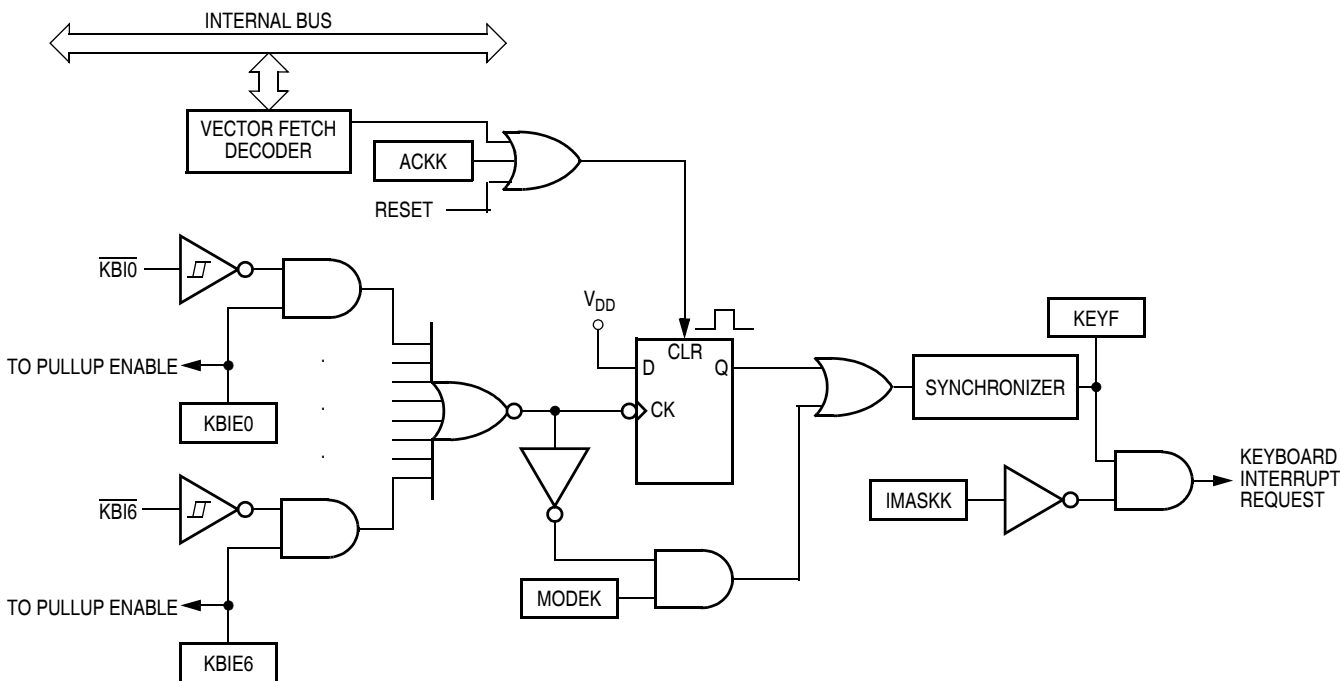 INTERNAL BUS
VECTOR FETCH
DECODER
ACKK
RESET
KBI0
V_DD
KEYF
CLR
D
Q
TO PULLUP ENABLE
SYNCHRONIZER
CK
KBIE0
KEYBOARD
INTERRUPT
REQUEST
KBI6
IMASKK
MODEK
TO PULLUP ENABLE
KBIE6